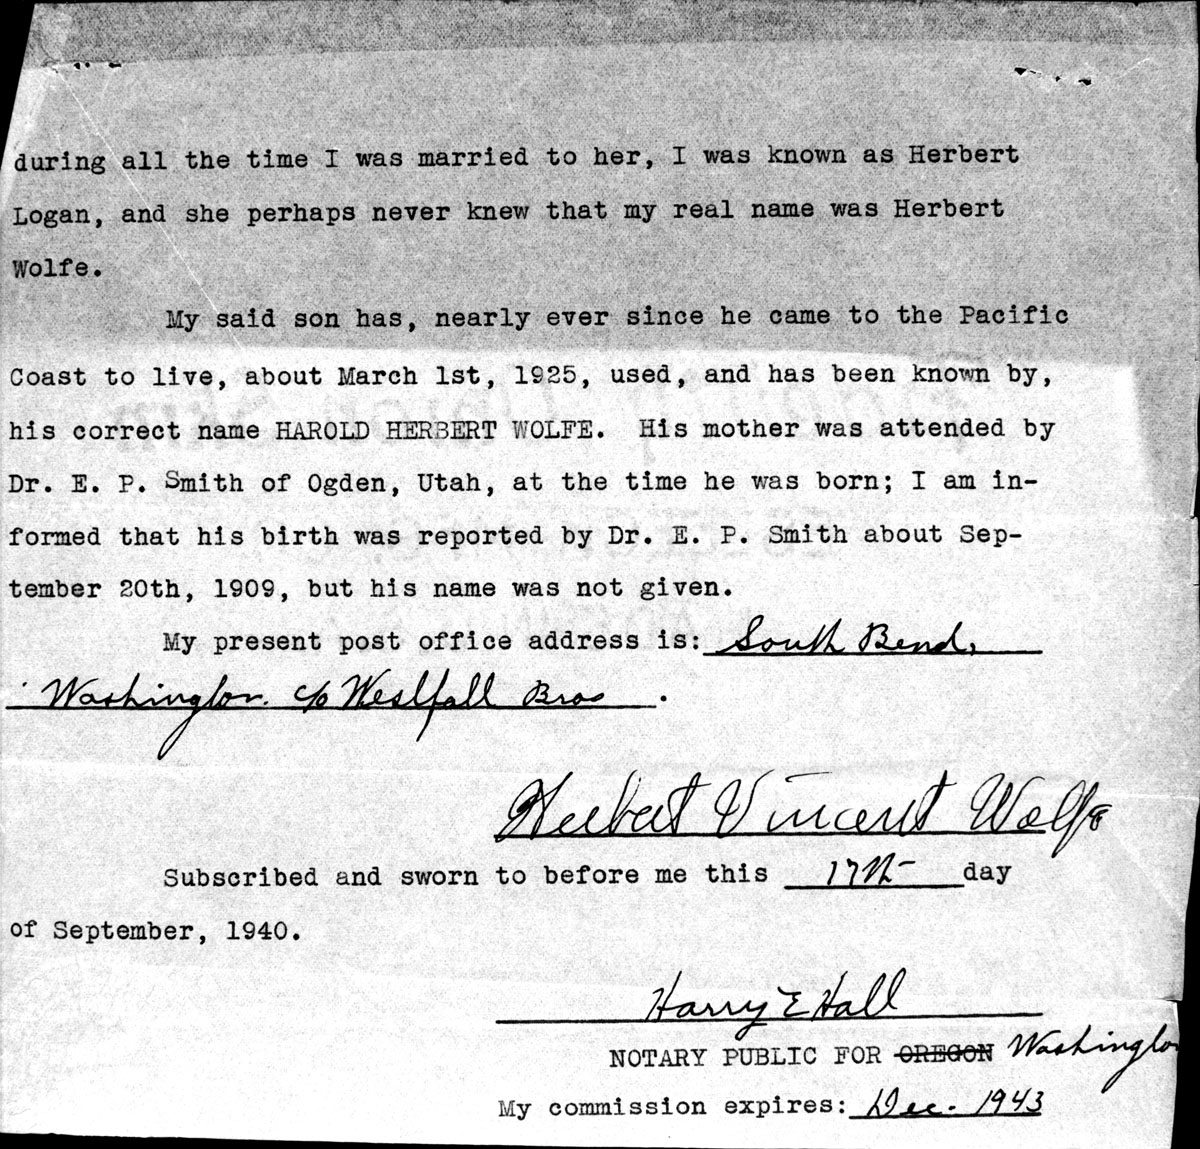 during all the time I was married to her, I was known as Herbert
Logan, and she perhaps never knew that my real name was Herbert
Wolfe.
My said son has, nearly ever since he came to the Pacific
Coast to live, about March 1st, 1925, used, and has been known by,
his correct name HAROLD HERBERT WOLFE. His mother was attended by
Dr. E. P. Smith of Ogden, Utah, at the time he was born; I am in-
formed that his birth was reported by Dr. E. P. Smith about Sep-
tember 20th, 1909, but his name was not given.
My present post office address is: South Bend,
Washington. c/o Westfall Bros .
Herbert Vincent Wolfe
Subscribed and sworn to before me this 17th day
of September, 1940.
Harry E Hall
NOTARY PUBLIC FOR OREGON Washington
My commission expires: Dec. 1943